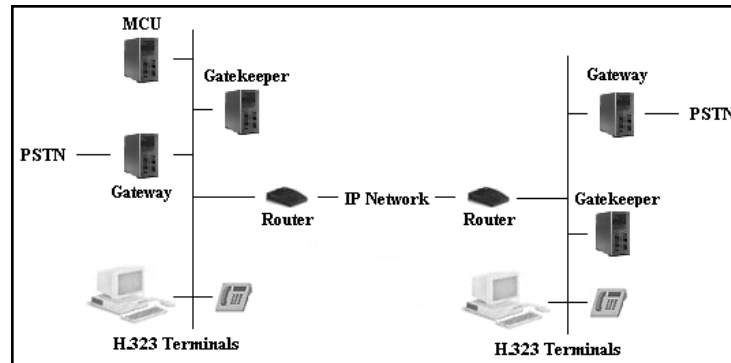 MCU
Gatekeeper
Gateway
PSTN
PSTN
Gateway
Router
IP Network
Router
Gatekeeper
H.323 Terminals
H.323 Terminals